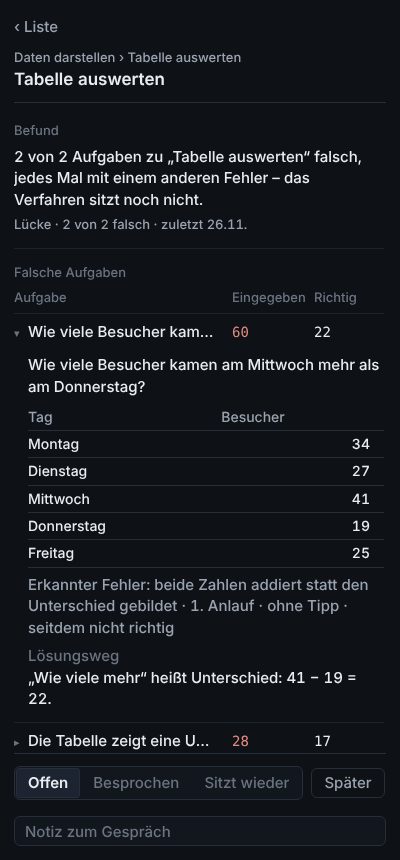 ‹ Liste
Daten darstellen › Tabelle auswerten
Tabelle auswerten
Befund
2 von 2 Aufgaben zu „Tabelle auswerten“ falsch,
jedes Mal mit einem anderen Fehler – das
Verfahren sitzt noch nicht.
Lücke · 2 von 2 falsch · zuletzt 26.11.
Falsche Aufgaben
Aufgabe Eingegeben Richtig
▾ Wie viele Besucher kam… 60 22
Wie viele Besucher kamen am Mittwoch mehr als
am Donnerstag?
Tag Besucher
Montag 34
Dienstag 27
Mittwoch 41
Donnerstag 19
Freitag 25
Erkannter Fehler: beide Zahlen addiert statt den
Unterschied gebildet · 1. Anlauf · ohne Tipp ·
seitdem nicht richtig
Lösungsweg
„Wie viele mehr“ heißt Unterschied: 41 − 19 =
22.
▸ Die Tabelle zeigt eine U… 28 17
Offen Besprochen Sitzt wieder Später
Notiz zum Gespräch